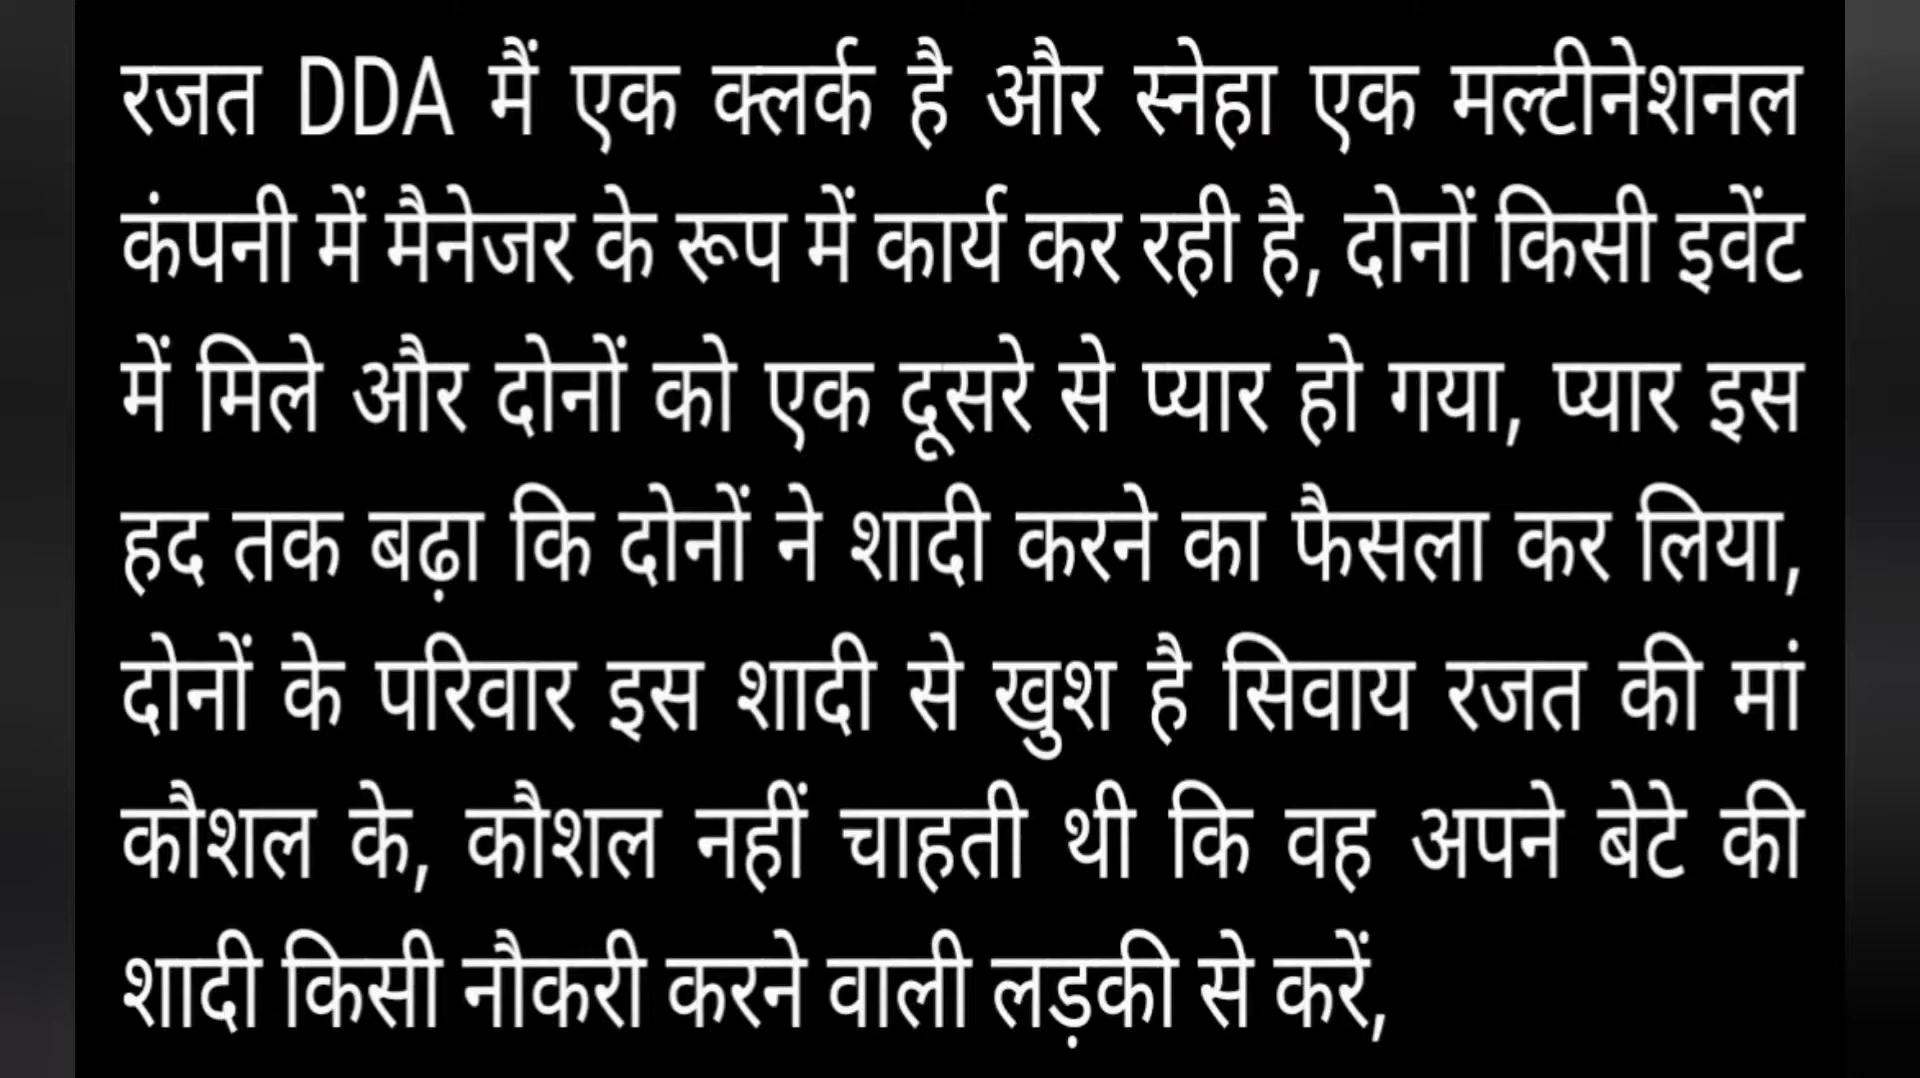 रजत DDA मैं एक क्लर्क है और स्नेहा एक मल्टीनेशनल
कंपनी में मैनेजर के रूप में कार्य कर रही है, दोनों किसी इवेंट
में मिले और दोनों को एक दूसरे से प्यार हो गया, प्यार इस
हद तक बढ़ा कि दोनों ने शादी करने का फैसला कर लिया,
दोनों के परिवार इस शादी से खुश है सिवाय रजत की मां
कौशल के, कौशल नहीं चाहती थी कि वह अपने बेटे की
शादी किसी नौकरी करने वाली लड़की से करें,